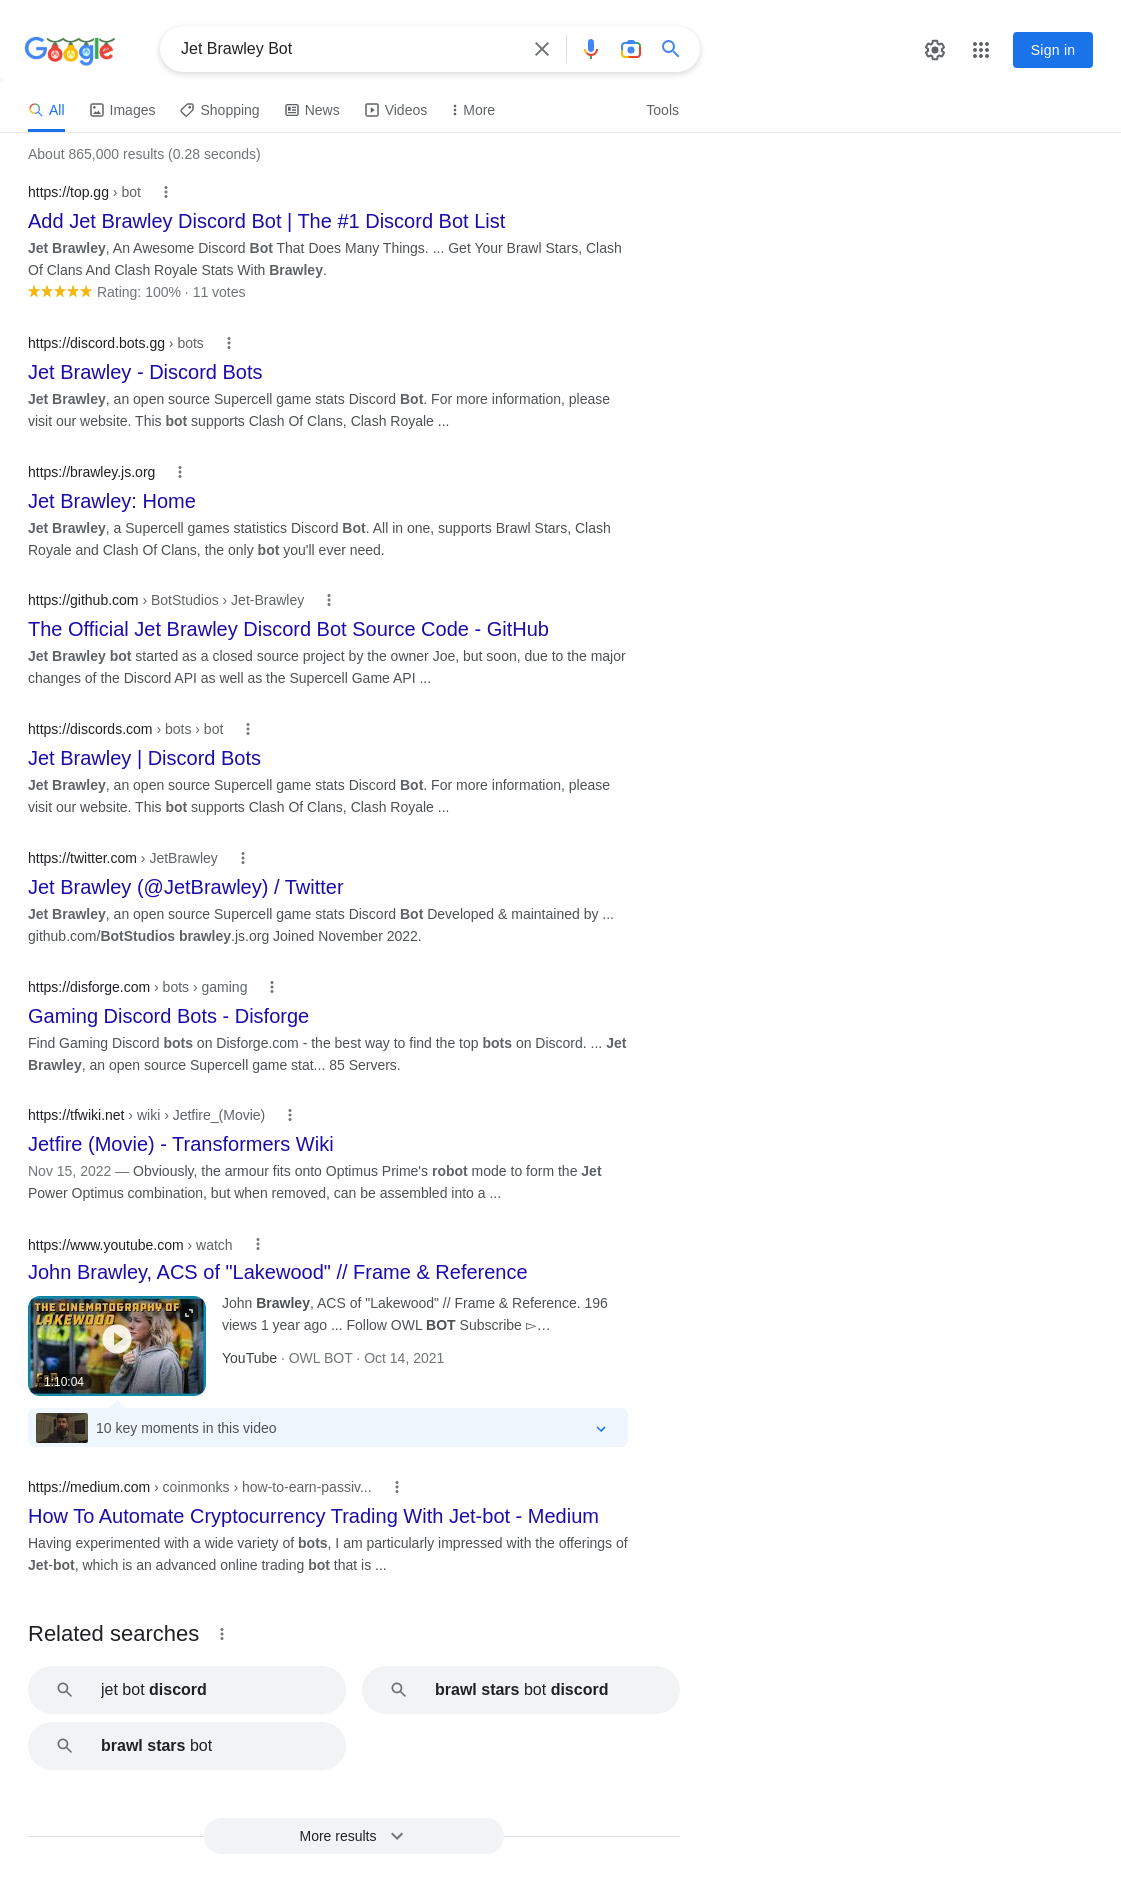 Google
Jet Brawley Bot
Sign in
All Images Shopping News Videos More Tools
About 865,000 results (0.28 seconds)
https://top.gg › bot
Add Jet Brawley Discord Bot | The #1 Discord Bot List
Jet Brawley, An Awesome Discord Bot That Does Many Things. ... Get Your Brawl Stars, Clash
Of Clans And Clash Royale Stats With Brawley.
Rating: 100% · 11 votes
https://discord.bots.gg › bots
Jet Brawley - Discord Bots
Jet Brawley, an open source Supercell game stats Discord Bot. For more information, please
visit our website. This bot supports Clash Of Clans, Clash Royale ...
https://brawley.js.org
Jet Brawley: Home
Jet Brawley, a Supercell games statistics Discord Bot. All in one, supports Brawl Stars, Clash
Royale and Clash Of Clans, the only bot you'll ever need.
https://github.com › BotStudios › Jet-Brawley
The Official Jet Brawley Discord Bot Source Code - GitHub
Jet Brawley bot started as a closed source project by the owner Joe, but soon, due to the major
changes of the Discord API as well as the Supercell Game API ...
https://discords.com › bots › bot
Jet Brawley | Discord Bots
Jet Brawley, an open source Supercell game stats Discord Bot. For more information, please
visit our website. This bot supports Clash Of Clans, Clash Royale ...
https://twitter.com › JetBrawley
Jet Brawley (@JetBrawley) / Twitter
Jet Brawley, an open source Supercell game stats Discord Bot Developed & maintained by ...
github.com/BotStudios brawley.js.org Joined November 2022.
https://disforge.com › bots › gaming
Gaming Discord Bots - Disforge
Find Gaming Discord bots on Disforge.com - the best way to find the top bots on Discord. ... Jet
Brawley, an open source Supercell game stat... 85 Servers.
https://tfwiki.net › wiki › Jetfire_(Movie)
Jetfire (Movie) - Transformers Wiki
Nov 15, 2022 — Obviously, the armour fits onto Optimus Prime's robot mode to form the Jet
Power Optimus combination, but when removed, can be assembled into a ...
https://www.youtube.com › watch
John Brawley, ACS of "Lakewood" // Frame & Reference
THE CINEMATOGRAPHY OF
LAKEWOOD
1:10:04
John Brawley, ACS of "Lakewood" // Frame & Reference. 196
views 1 year ago ... Follow OWL BOT Subscribe ▻…
YouTube · OWL BOT · Oct 14, 2021
10 key moments in this video
https://medium.com › coinmonks › how-to-earn-passiv...
How To Automate Cryptocurrency Trading With Jet-bot - Medium
Having experimented with a wide variety of bots, I am particularly impressed with the offerings of
Jet-bot, which is an advanced online trading bot that is ...
Related searches
jet bot discord
brawl stars bot discord
brawl stars bot
More results